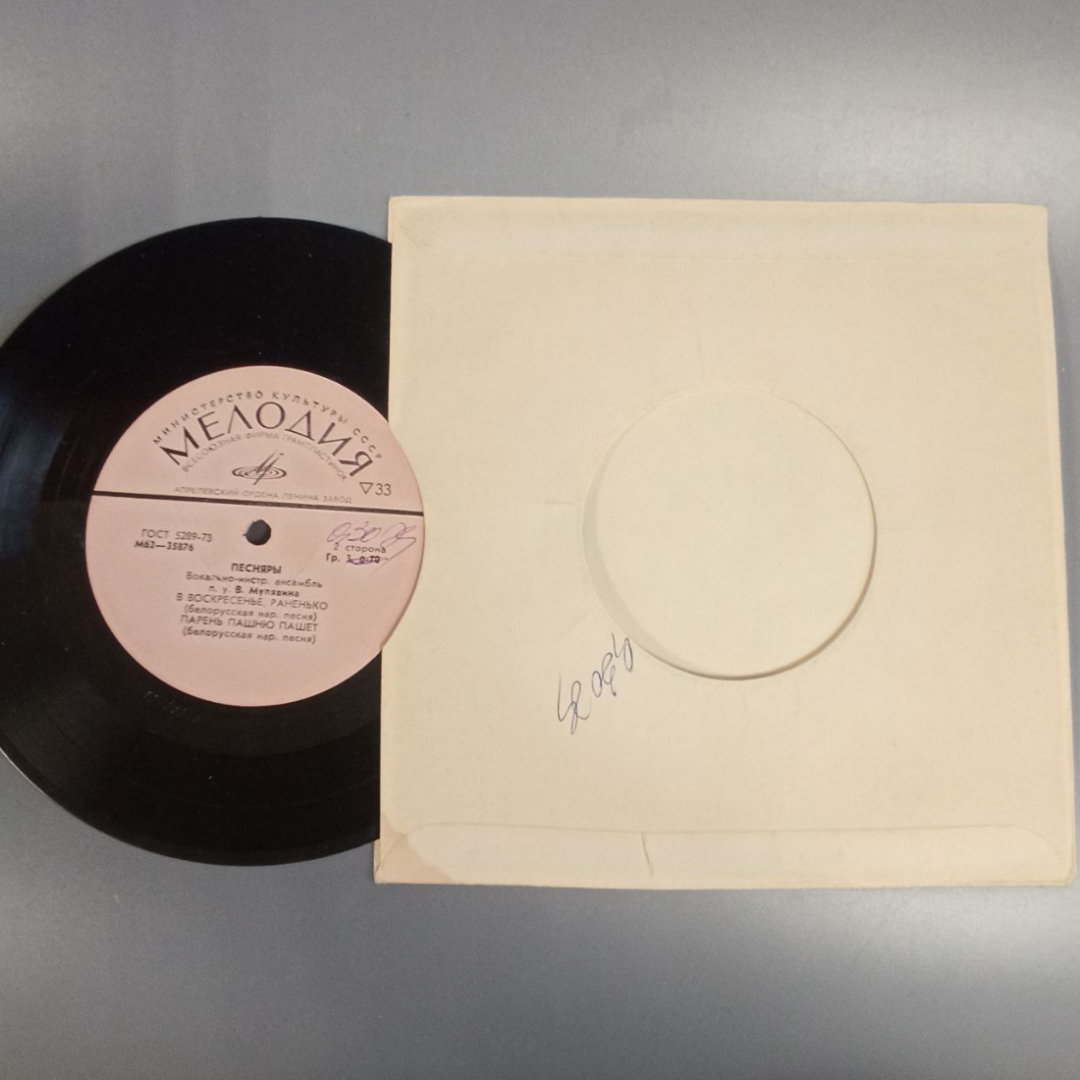 МИНИСТЕРСТВО КУЛЬТУРЫ СССР
МЕЛОДИЯ
ВСЕСОЮЗНАЯ ФИРМА ГРАМПЛАСТИНОК
▽33
АПРЕЛЕВСКИЙ ОРДЕНА ЛЕНИНА ЗАВОД
ГОСТ 5289-73
М62—35876
2 сторона
Гр.
ПЕСНЯРЫ
Вокально-инстр. ансамбль
п. у. В. Мулявина
В ВОСКРЕСЕНЬЕ, РАНЕНЬКО
(белорусская нар. песня)
ПАРЕНЬ ПАШНЮ ПАШЕТ
(белорусская нар. песня)